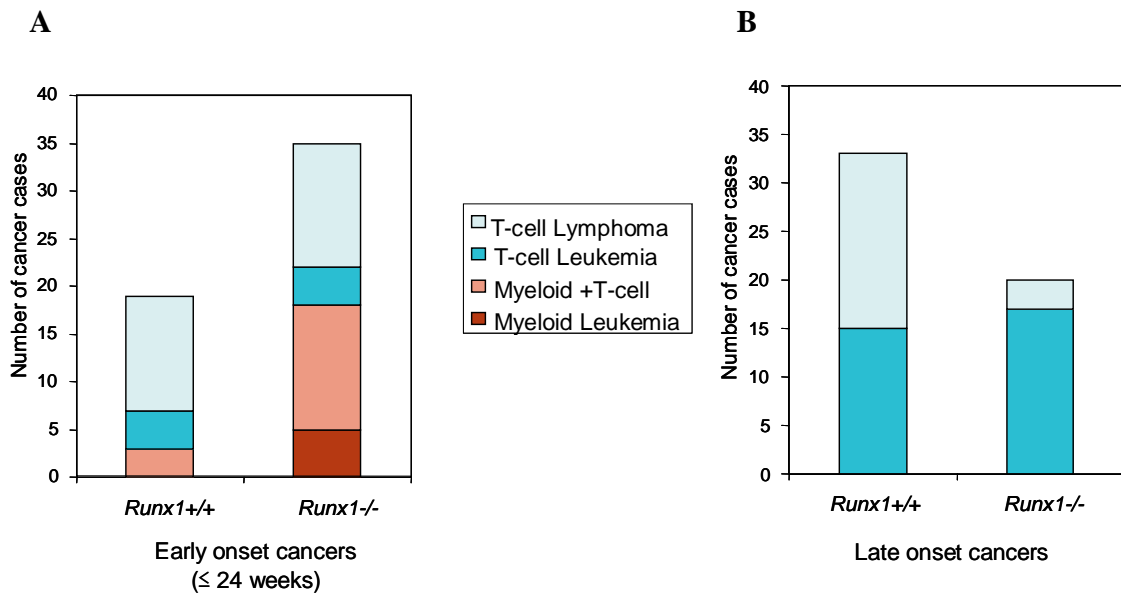 A
B
Number of cancer cases
40
35
30
25
20
15
10
5
0
Runx1+/+
Runx1-/-
Early onset cancers
(≤ 24 weeks)
T-cell Lymphoma
T-cell Leukemia
Myeloid +T-cell
Myeloid Leukemia
Number of cancer cases
40
35
30
25
20
15
10
5
0
Runx1+/+
Runx1-/-
Late onset cancers